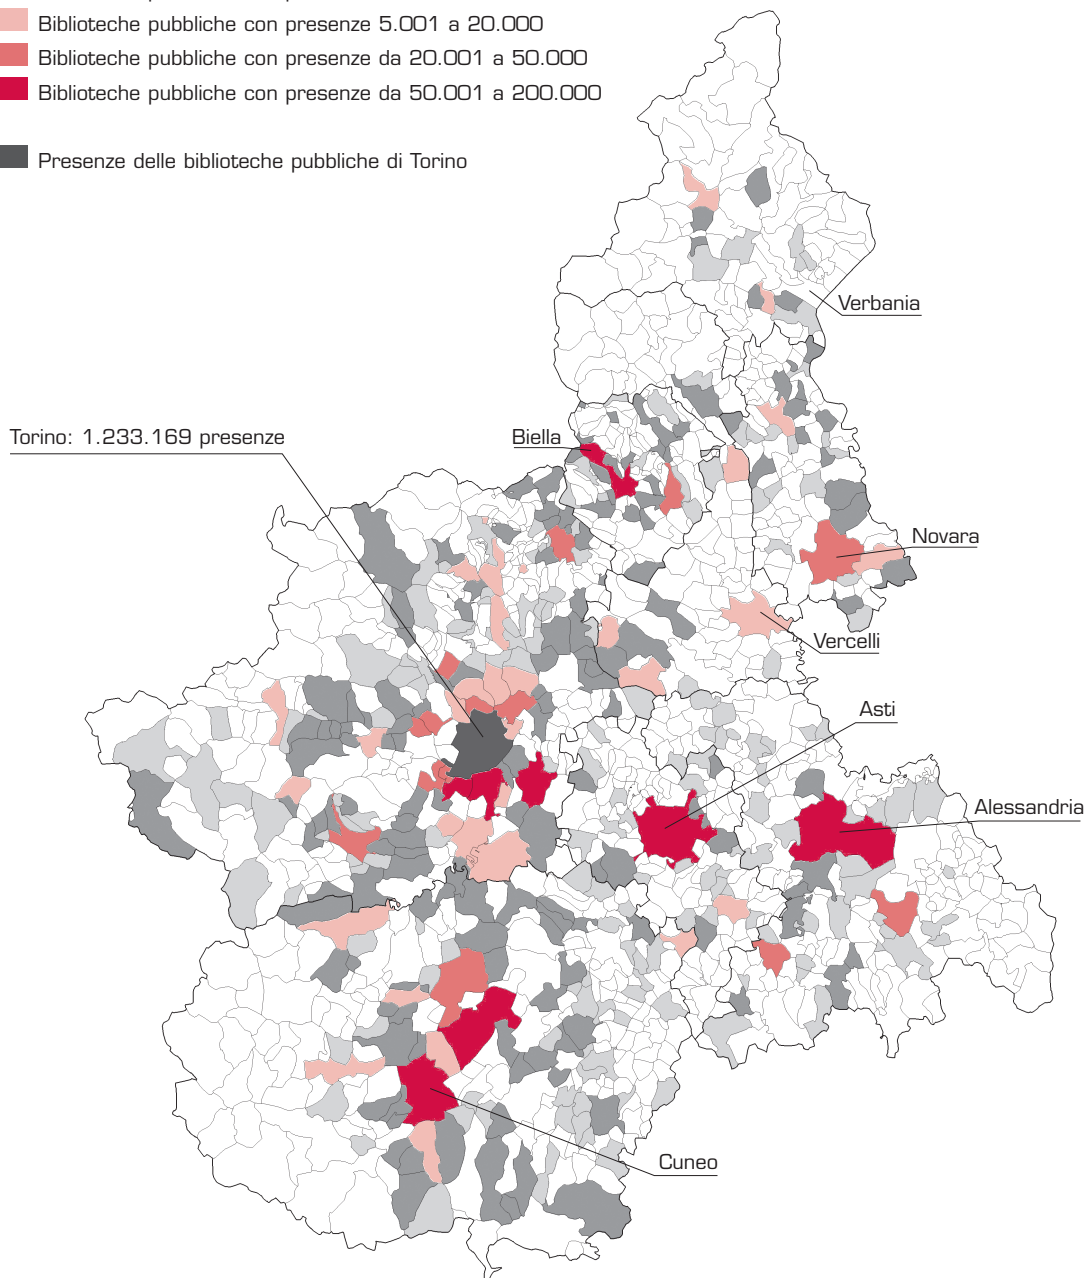 Biblioteche pubbliche con presenze 5.001 a 20.000
Biblioteche pubbliche con presenze da 20.001 a 50.000
Biblioteche pubbliche con presenze da 50.001 a 200.000
Presenze delle biblioteche pubbliche di Torino
Verbania
Torino: 1.233.169 presenze
Biella
Novara
Vercelli
Asti
Alessandria
Cuneo